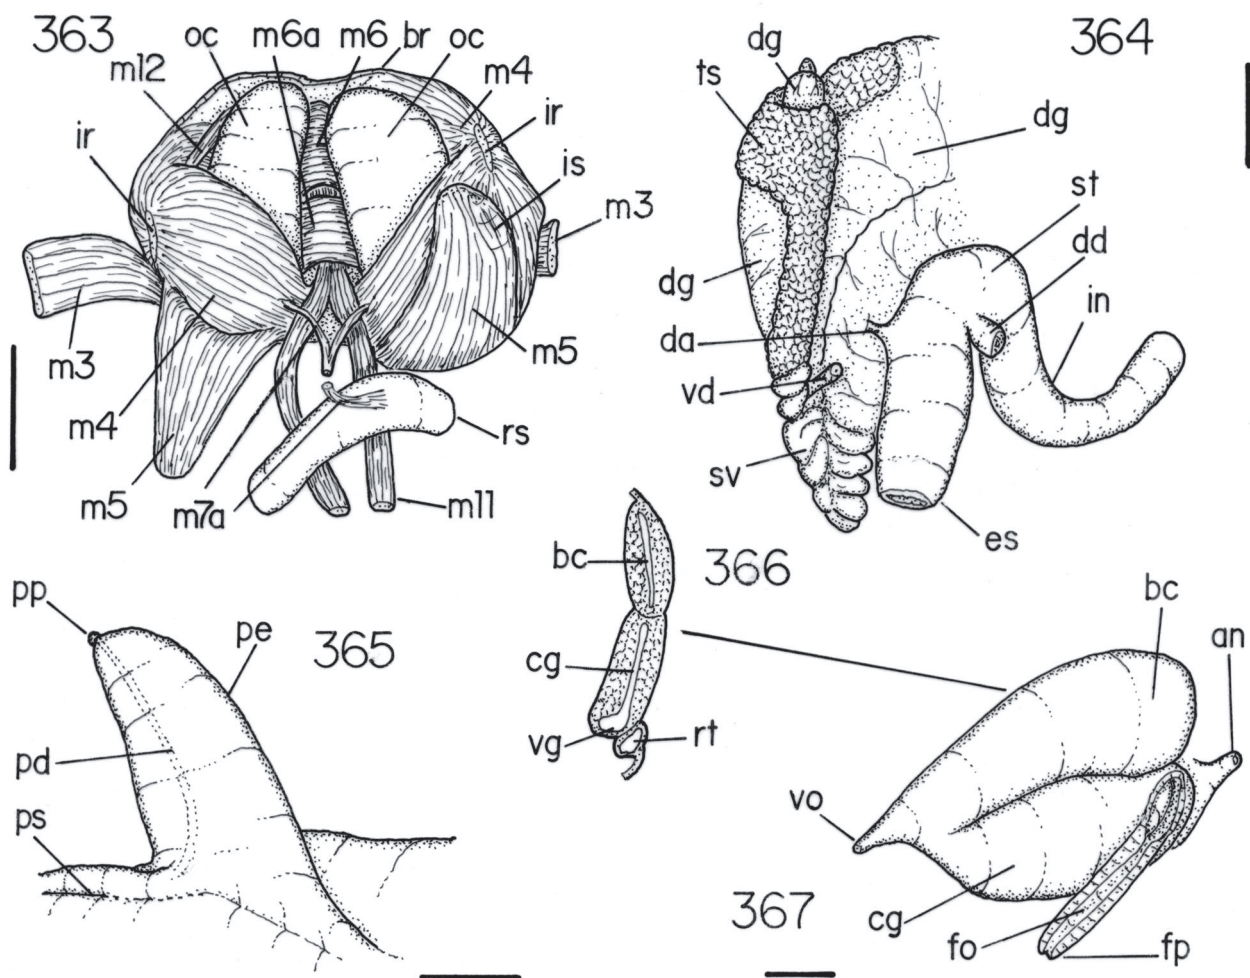 363
oc
m6a
m6
br
oc
m12
m4
ir
ir
is
m3
m3
m4
m5
m5
m7a
rs
m11
364
dg
ts
dg
st
dd
in
dg
da
vd
sv
es
365
pp
pe
pd
ps
366
bc
cg
vg
rt
367
bc
an
vo
cg
fo
fp